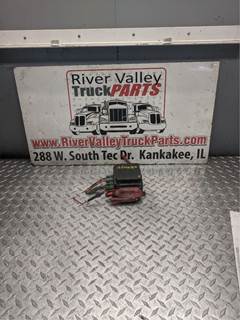 River Valley
TruckPARTS
www.RiverValleyTruckParts.com
288 W. South Tec Dr. Kankakee, IL